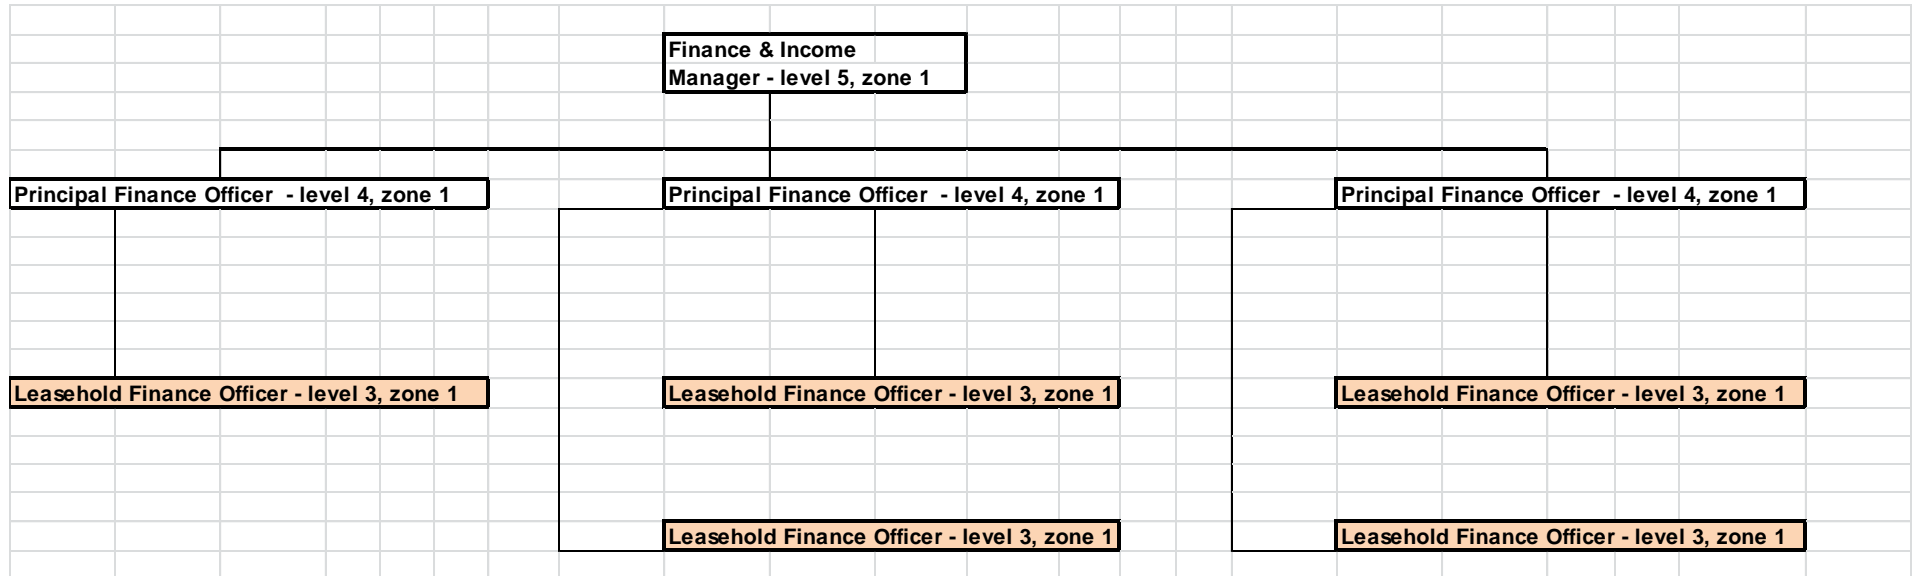 Finance & Income
Manager - level 5, zone 1
Principal Finance Officer  - level 4, zone 1
Principal Finance Officer  - level 4, zone 1
Principal Finance Officer  - level 4, zone 1
Leasehold Finance Officer - level 3, zone 1
Leasehold Finance Officer - level 3, zone 1
Leasehold Finance Officer - level 3, zone 1
Leasehold Finance Officer - level 3, zone 1
Leasehold Finance Officer - level 3, zone 1